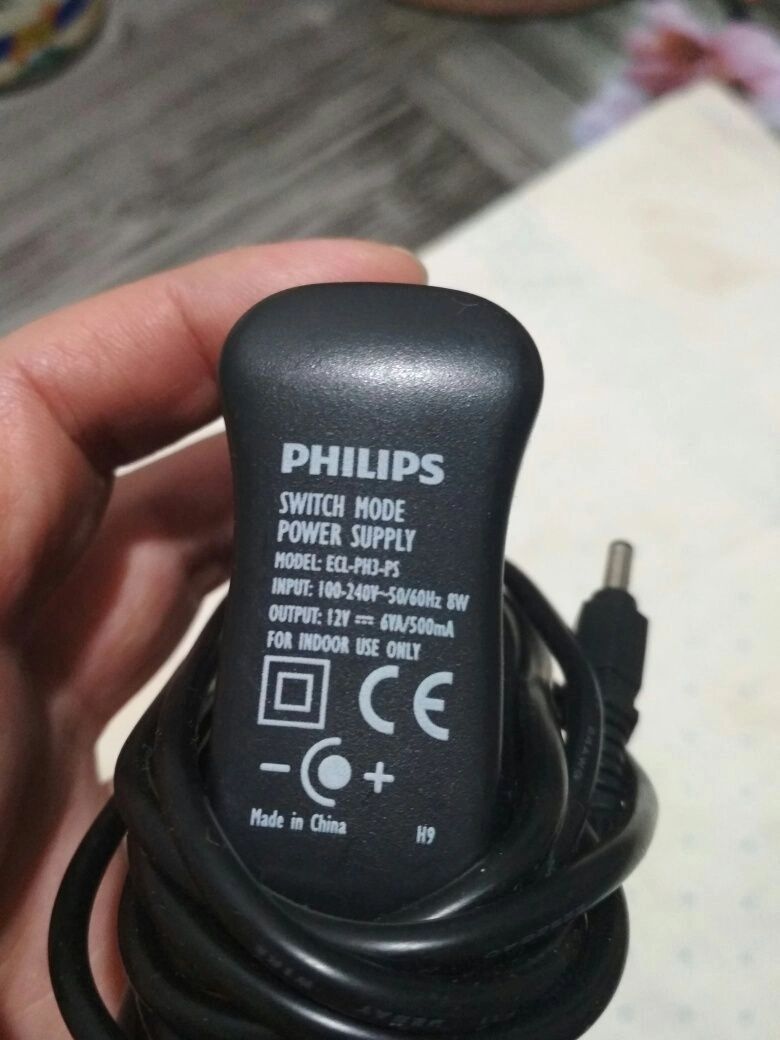 PHILIPS
SWITCH MODE
POWER SUPPLY
MODEL: ECL-PH3-PS
INPUT: 100-240V~50/60Hz 8W
OUTPUT: 12V ⎓ 6VA/500mA
FOR INDOOR USE ONLY
CE
− +
Made in China H9